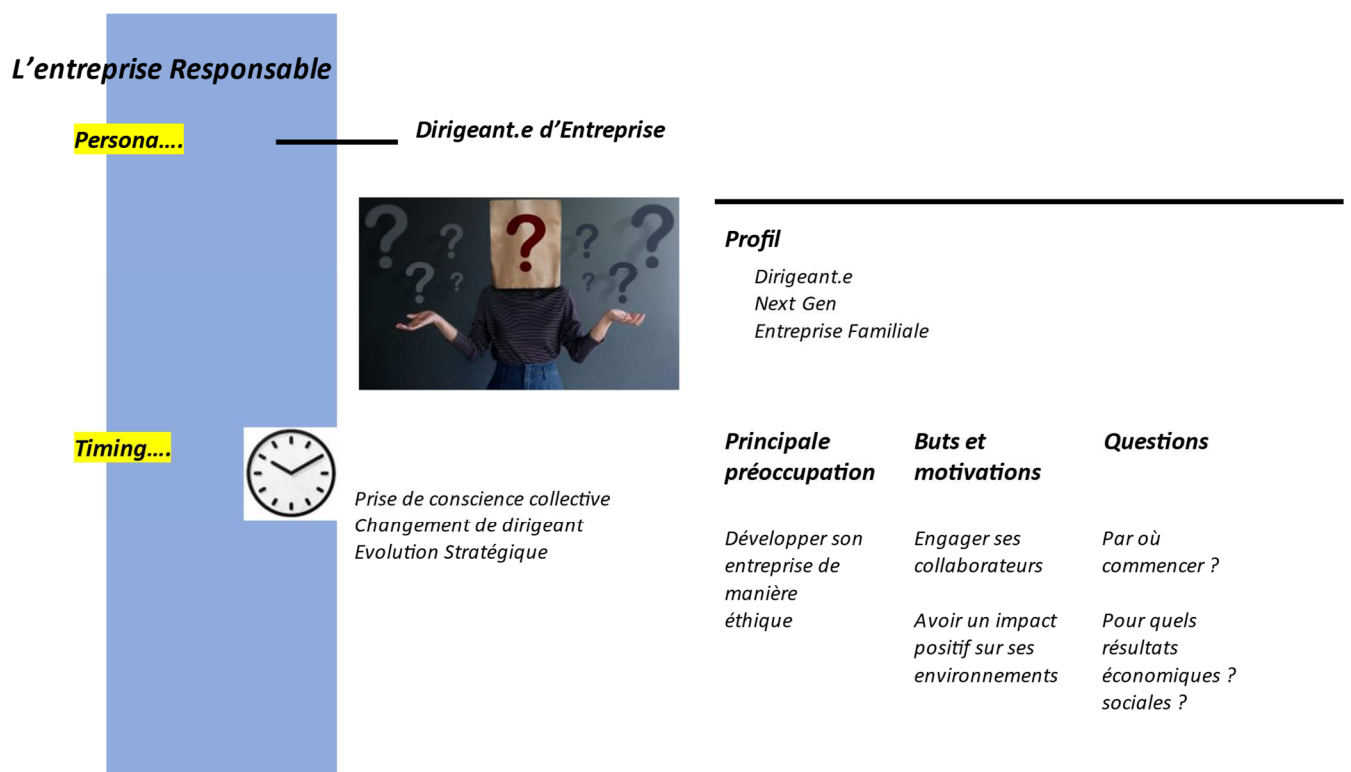 L’entreprise Responsable
Persona….
Dirigeant.e d’Entreprise
Profil
Dirigeant.e
Next Gen
Entreprise Familiale
Timing….
Prise de conscience collective
Changement de dirigeant
Evolution Stratégique
Principale
préoccupation
Développer son
entreprise de
manière
éthique
Buts et
motivations
Engager ses
collaborateurs
Avoir un impact
positif sur ses
environnements
Questions
Par où
commencer ?
Pour quels
résultats
économiques ?
sociales ?